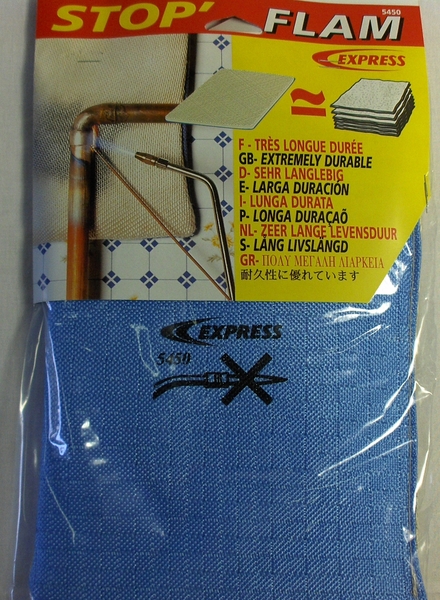 STOP'
FLAM
5450
EXPRESS
F - TRÈS LONGUE DURÉE
GB- EXTREMELY DURABLE
D- SEHR LANGLEBIG
E- LARGA DURACIÓN
I- LUNGA DURATA
P- LONGA DURAÇAÕ
NL- ZEER LANGE LEVENSDUUR
S- LÅNG LIVSLÄNGD
GR- ΠΟΛΥ ΜΕΓΑΛΗ ΔΙΑΡΚΕΙΑ
耐久性に優れています
EXPRESS
5450